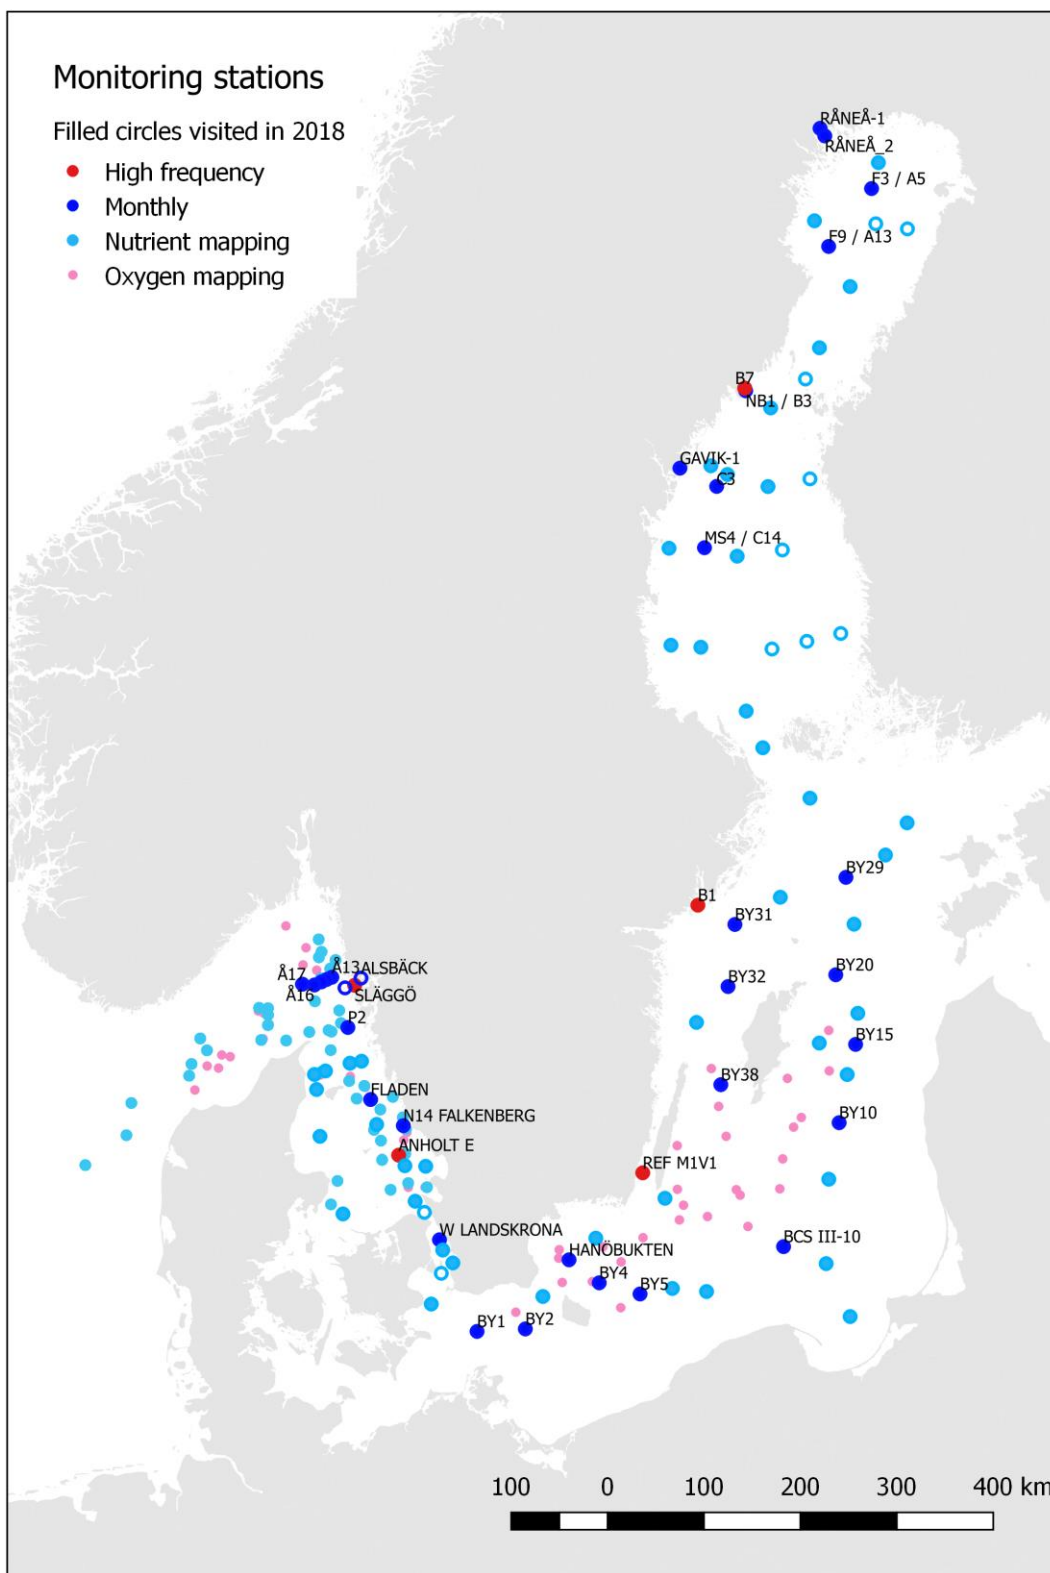 Monitoring stations
Filled circles visited in 2018
High frequency
Monthly
Nutrient mapping
Oxygen mapping
RÅNEÅ-1
RÅNEÅ_2
F3 / A5
F9 / A13
B7
NB1 / B3
GAVIK-1
C3
MS4 / C14
BY29
B1
BY31
Å13 ALSBÄCK
Å17
BY20
BY32
Å16
SLÄGGÖ
P2
BY15
BY38
FLADEN
N14 FALKENBERG
BY10
ANHOLT E
REF M1V1
W LANDSKRONA
BCS III-10
HANÖBUKTEN
BY4
BY5
BY1
BY2
100 0 100 200 300 400 km